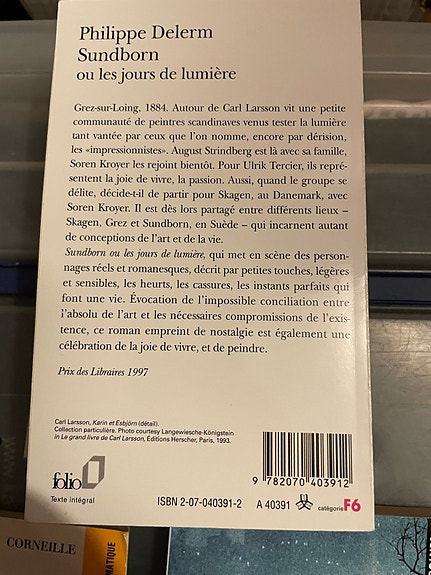 Philippe Delerm
Sundborn
ou les jours de lumière
Grez-sur-Loing, 1884. Autour de Carl Larsson vit une petite
communauté de peintres scandinaves venus tester la lumière
tant vantée par ceux que l'on nomme, encore par dérision,
les «impressionnistes». August Strindberg est là avec sa famille,
Soren Kroyer les rejoint bientôt. Pour Ulrik Tercier, ils repré-
sentent la joie de vivre, la passion. Aussi, quand le groupe se
délite, décide-t-il de partir pour Skagen, au Danemark, avec
Soren Kroyer. Il est dès lors partagé entre différents lieux –
Skagen, Grez et Sundborn, en Suède – qui incarnent autant
de conceptions de l'art et de la vie.
Sundborn ou les jours de lumière, qui met en scène des person-
nages réels et romanesques, décrit par petites touches, légères
et sensibles, les heurts, les cassures, les instants parfaits qui
font une vie. Évocation de l'impossible conciliation entre
l'absolu de l'art et les nécessaires compromissions de l'exis-
tence, ce roman empreint de nostalgie est également une
célébration de la joie de vivre, et de peindre.
Prix des Libraires 1997
Carl Larsson, Karin et Esbjörn (détail).
Collection particulière. Photo courtesy Langewiesche-Königstein
in Le grand livre de Carl Larsson, Éditions Herscher, Paris, 1993.
folio
Texte intégral
9 782070 403912
ISBN 2-07-040391-2 A 40391 catégorie F6
CORNEILLE
MATIQUE